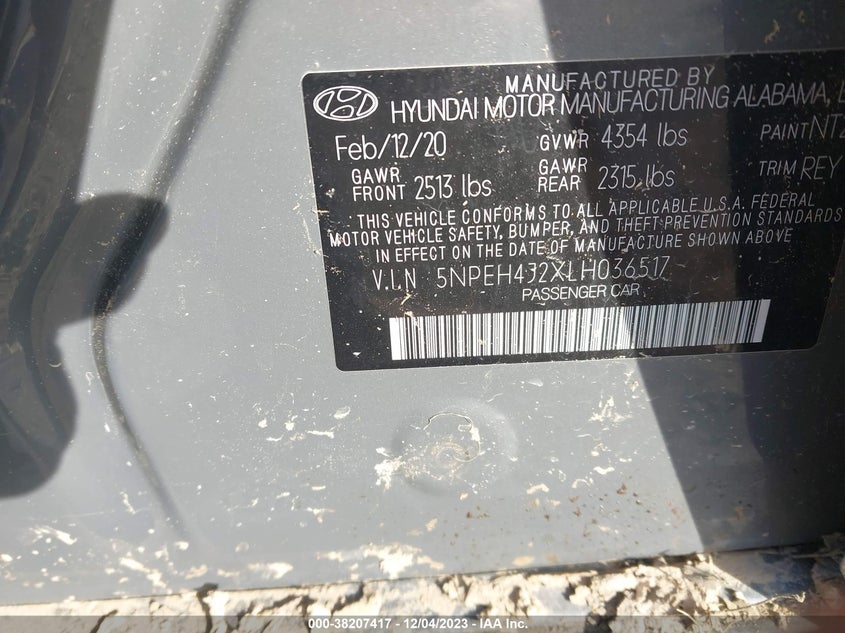 MANUFACTURED BY
HYUNDAI MOTOR MANUFACTURING ALABAMA,
Feb/12/20 GVWR 4354 lbs PAINT NT
GAWR FRONT 2513 lbs GAWR REAR 2315 lbs TRIM REY
THIS VEHICLE CONFORMS TO ALL APPLICABLE U.S.A. FEDERAL
MOTOR VEHICLE SAFETY, BUMPER, AND THEFT PREVENTION STANDARDS
IN EFFECT ON THE DATE OF MANUFACTURE SHOWN ABOVE
V.I.N 5NPEH4J2XLH036517
PASSENGER CAR
000-38207417 - 12/04/2023 - IAA Inc.